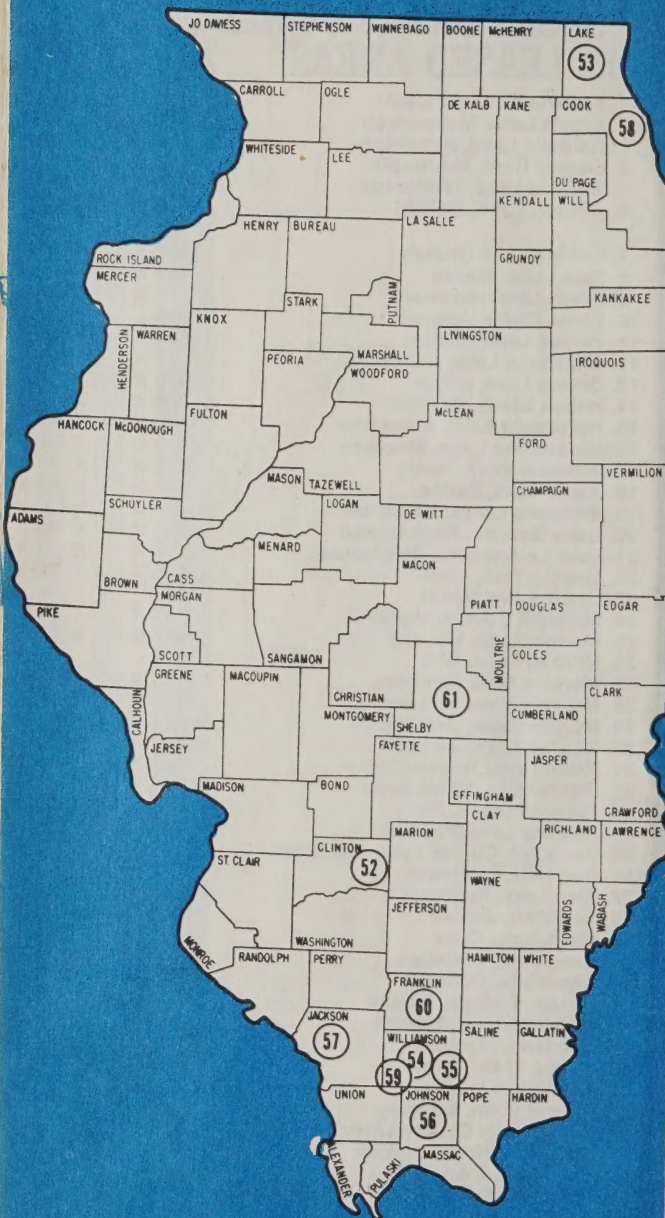 JO DAVIESS STEPHENSON WINNEBAGO BOONE McHENRY LAKE
53
CARROLL OGLE DE KALB KANE COOK
58
WHITESIDE LEE
DU PAGE
KENDALL WILL
HENRY BUREAU LA SALLE
ROCK ISLAND GRUNDY
MERCER
STARK PUTNAM KANKAKEE
HENDERSON WARREN KNOX LIVINGSTON
PEORIA MARSHALL IROQUOIS
WOODFORD
McLEAN
HANCOCK McDONOUGH FULTON
FORD
MASON TAZEWELL VERMILION
SCHUYLER LOGAN CHAMPAIGN
ADAMS DE WITT
MENARD
BROWN CASS MACON
MORGAN PIATT DOUGLAS EDGAR
PIKE
SCOTT SANGAMON MOULTRIE COLES
GREENE MACOUPIN
CHRISTIAN CLARK
CALHOUN MONTGOMERY 61 CUMBERLAND
SHELBY
JERSEY FAYETTE
JASPER
MADISON BOND EFFINGHAM
CLAY CRAWFORD
MARION RICHLAND LAWRENCE
CLINTON
ST. CLAIR 52
WAYNE
JEFFERSON EDWARDS WABASH
MONROE WASHINGTON
RANDOLPH PERRY HAMILTON WHITE
FRANKLIN
60
JACKSON
57 WILLIAMSON SALINE GALLATIN
54
59 55
UNION JOHNSON POPE HARDIN
56
ALEXANDER PULASKI MASSAC